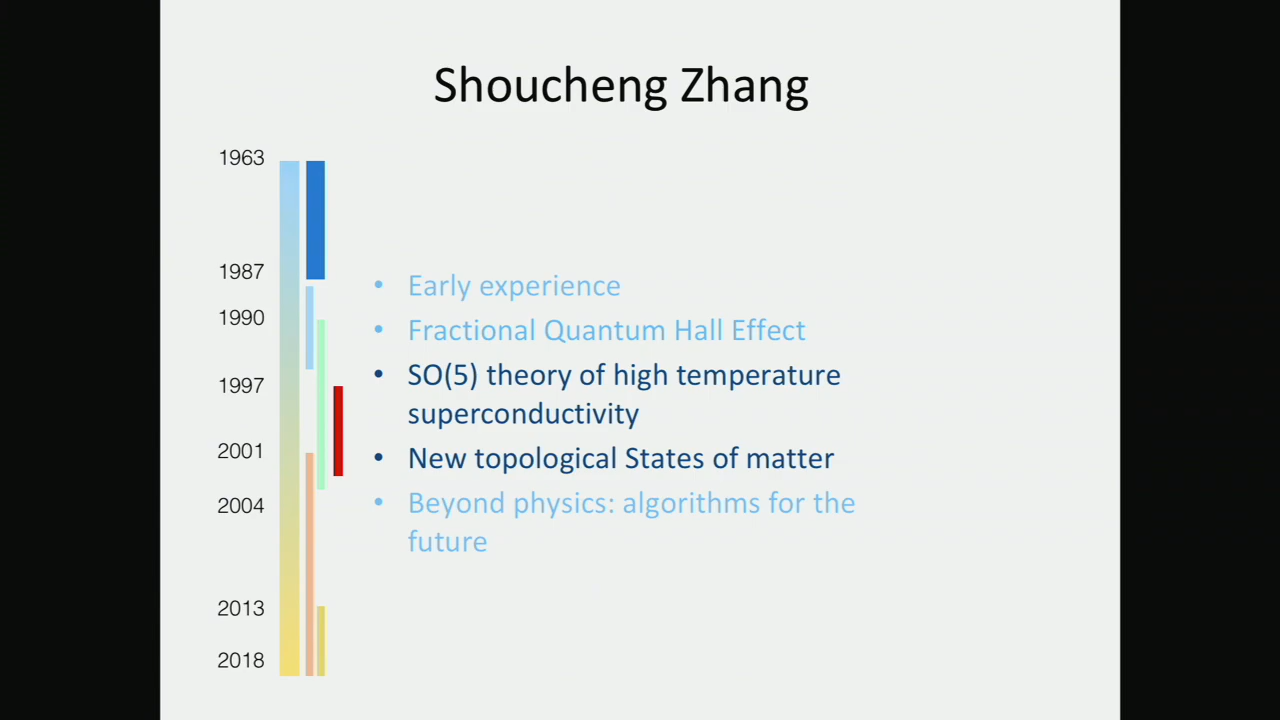 Shoucheng Zhang
1963
1987
1990
1997
2001
2004
2013
2018
• Early experience
• Fractional Quantum Hall Effect
• SO(5) theory of high temperature
superconductivity
• New topological States of matter
• Beyond physics: algorithms for the
future